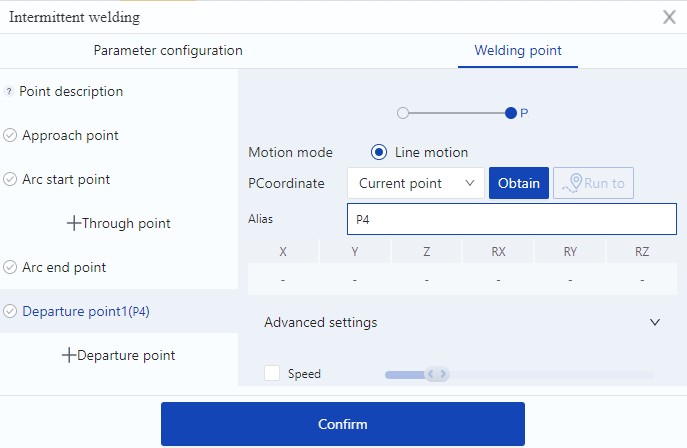 Intermittent welding
Parameter configuration
Welding point
? Point description
Approach point
Arc start point
+Through point
Arc end point
Departure point1(P4)
+Departure point
P
Motion mode Line motion
PCoordinate Current point Obtain Run to
Alias P4
X Y Z RX RY RZ
- - - - - -
Advanced settings
Speed
Confirm